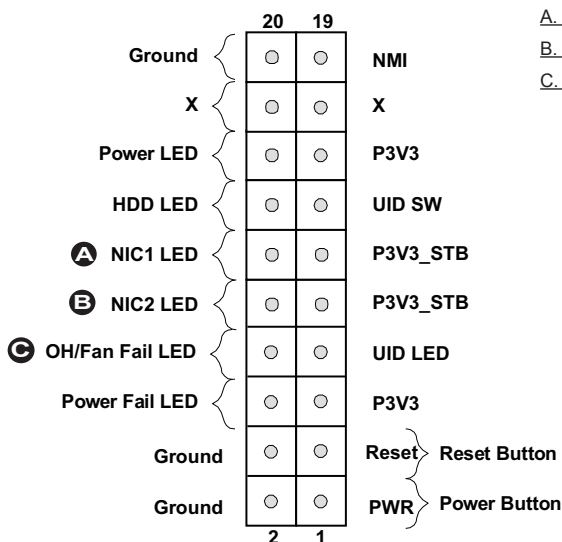 20 19
A.
Ground NMI
B.
C.
X X
Power LED P3V3
HDD LED UID SW
A NIC1 LED P3V3_STB
B NIC2 LED P3V3_STB
C OH/Fan Fail LED UID LED
Power Fail LED P3V3
Ground Reset Reset Button
Ground PWR Power Button
2 1